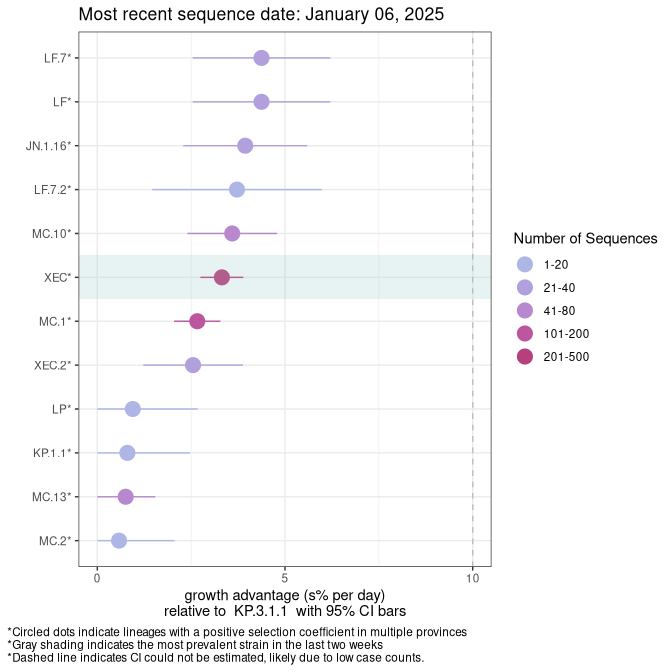 Most recent sequence date: January 06, 2025
LF.7*
LF*
JN.1.16*
LF.7.2*
MC.10*
XEC*
MC.1*
XEC.2*
LP*
KP.1.1*
MC.13*
MC.2*
0 5 10
growth advantage (s% per day)
relative to KP.3.1.1 with 95% CI bars
Number of Sequences
1-20
21-40
41-80
101-200
201-500
*Circled dots indicate lineages with a positive selection coefficient in multiple provinces
*Gray shading indicates the most prevalent strain in the last two weeks
*Dashed line indicates CI could not be estimated, likely due to low case counts.